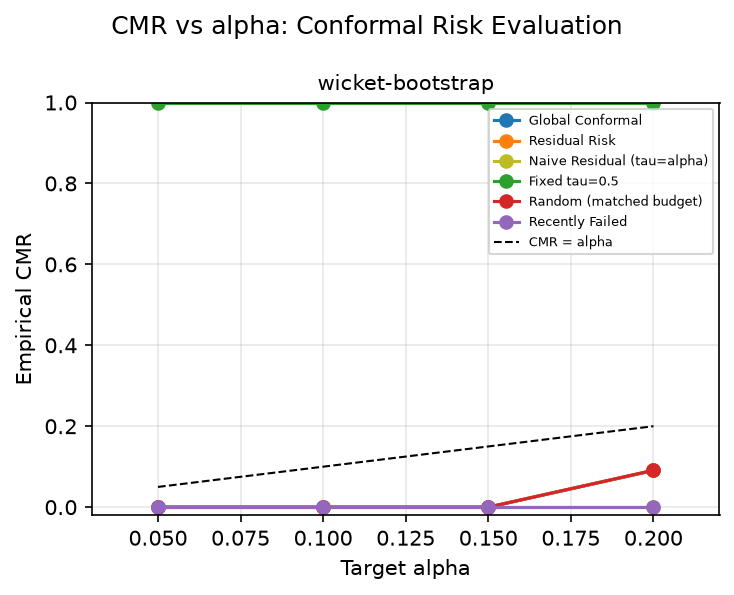 CMR vs alpha: Conformal Risk Evaluation
wicket-bootstrap
1.0
0.8
0.6
0.4
0.2
0.0
Empirical CMR
Global Conformal
Residual Risk
Naive Residual (tau=alpha)
Fixed tau=0.5
Random (matched budget)
Recently Failed
CMR = alpha
0.050 0.075 0.100 0.125 0.150 0.175 0.200
Target alpha